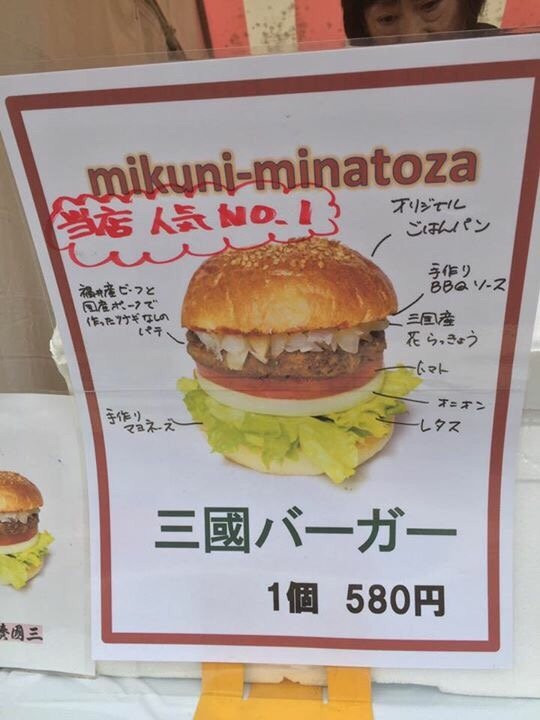 mikuni-minatoza
当店人気NO.1
オリジナル
ごはんパン
手作り
BBQソース
三国産
花らっきょう
トマト
オニオン
レタス
福井産ビーフと
国産ポークで
作ったツナギなしの
パテ
手作り
マヨネーズ
三國バーガー
1個 580円